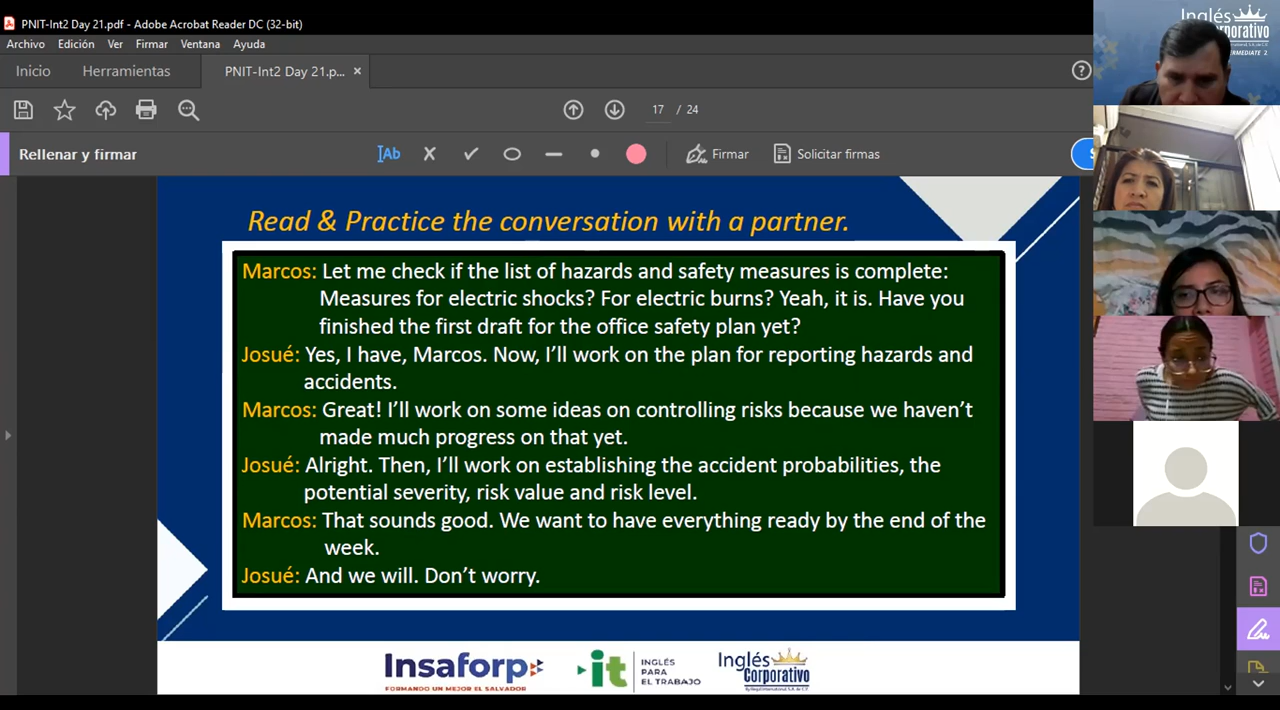 PNIT-Int2 Day 21.pdf - Adobe Acrobat Reader DC (32-bit)
Archivo Edición Ver Firmar Ventana Ayuda
Inicio Herramientas PNIT-Int2 Day 21.p... ×
17 / 24
Rellenar y firmar
Ab
Firmar
Solicitar firmas
Read & Practice the conversation with a partner.
Marcos: Let me check if the list of hazards and safety measures is complete:
Measures for electric shocks? For electric burns? Yeah, it is. Have you
finished the first draft for the office safety plan yet?
Josué: Yes, I have, Marcos. Now, I'll work on the plan for reporting hazards and
accidents.
Marcos: Great! I'll work on some ideas on controlling risks because we haven't
made much progress on that yet.
Josué: Alright. Then, I'll work on establishing the accident probabilities, the
potential severity, risk value and risk level.
Marcos: That sounds good. We want to have everything ready by the end of the
week.
Josué: And we will. Don't worry.
Insaforp
FORMANDO UN MEJOR EL SALVADOR
it
INGLÉS
PARA
EL TRABAJO
Inglés
Corporativo
Inglés